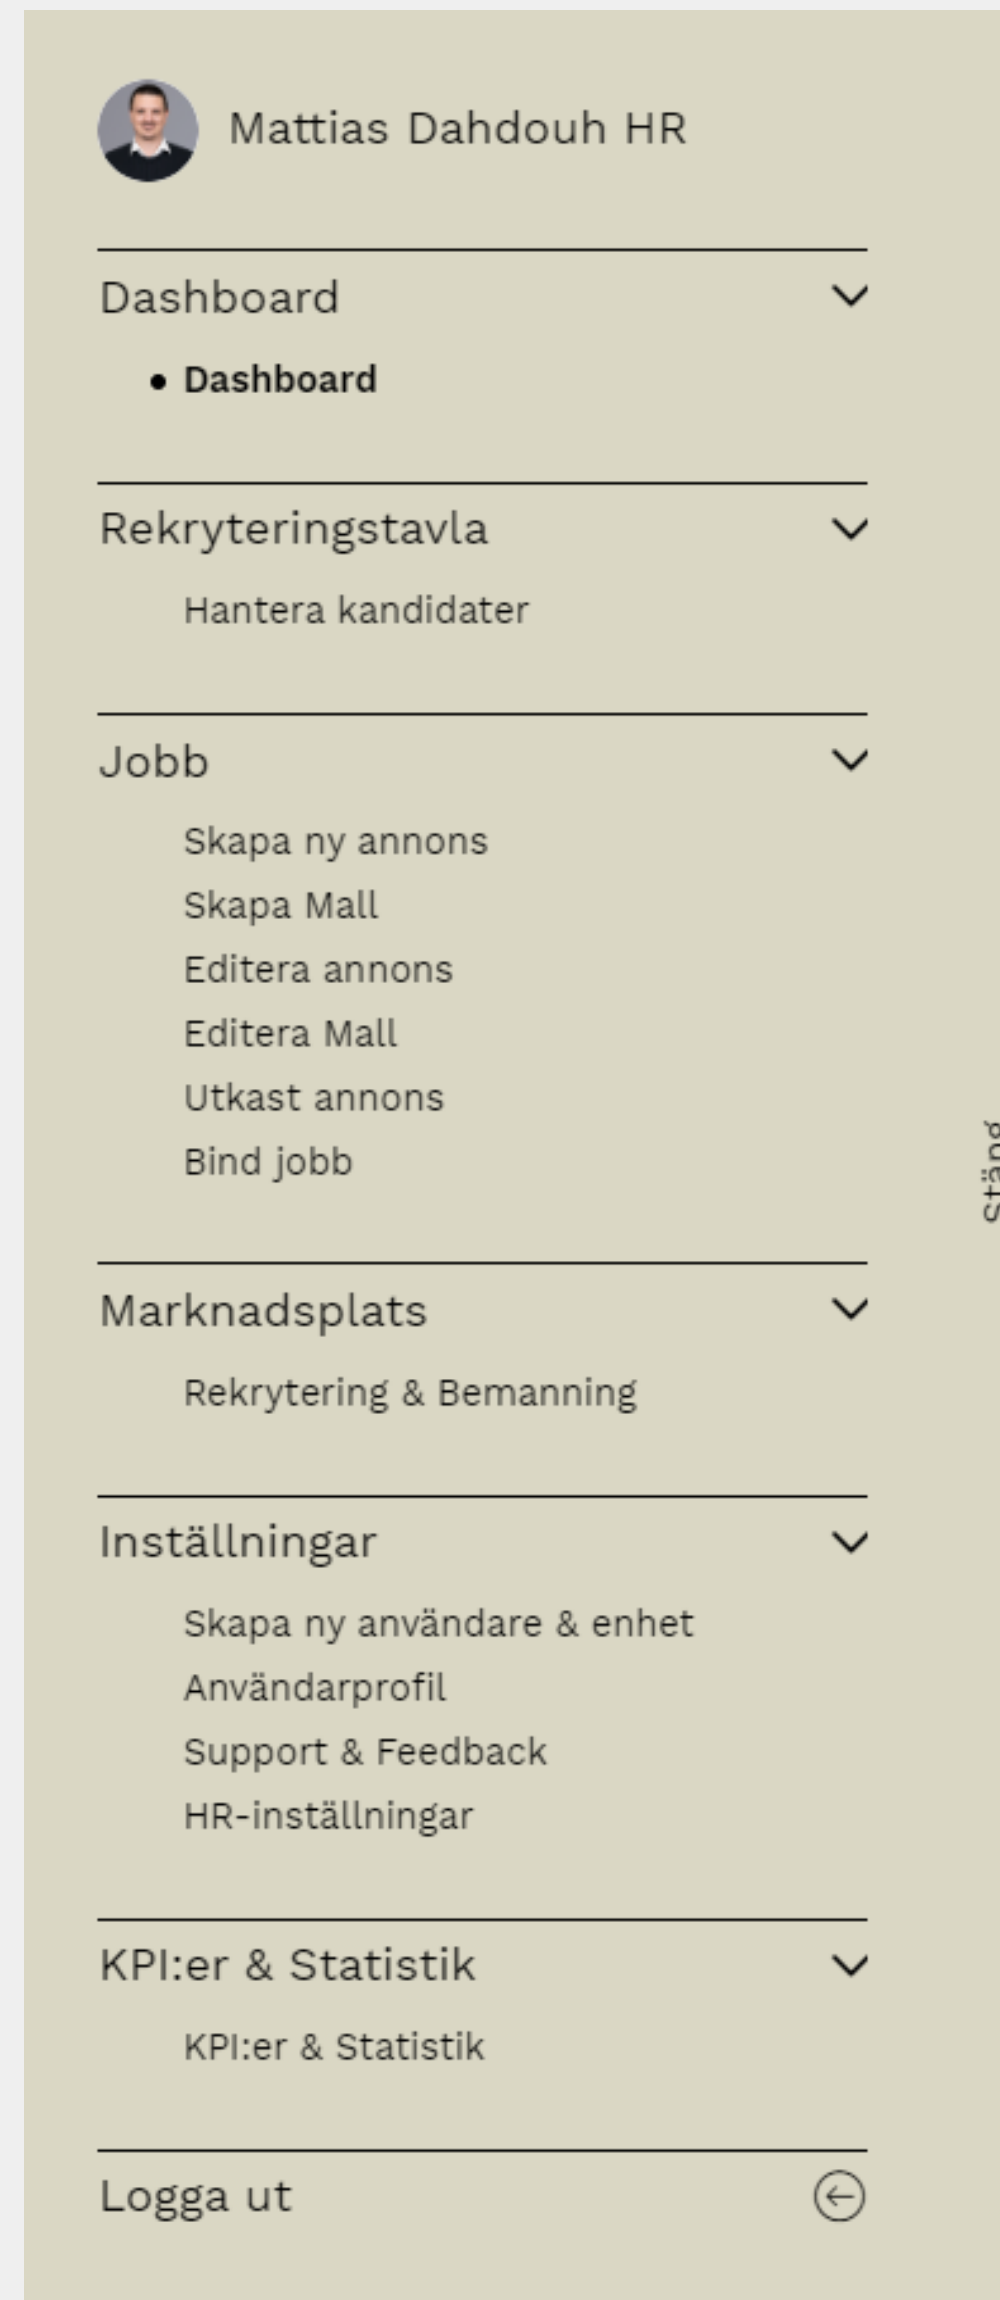 Mattias Dahdouh HR
Dashboard
Dashboard
Rekryteringstavla
Hantera kandidater
Jobb
Skapa ny annons
Skapa Mall
Editera annons
Editera Mall
Utkast annons
Bind jobb
Stäng
Marknadsplats
Rekrytering & Bemanning
Inställningar
Skapa ny användare & enhet
Användarprofil
Support & Feedback
HR-inställningar
KPI:er & Statistik
KPI:er & Statistik
Logga ut